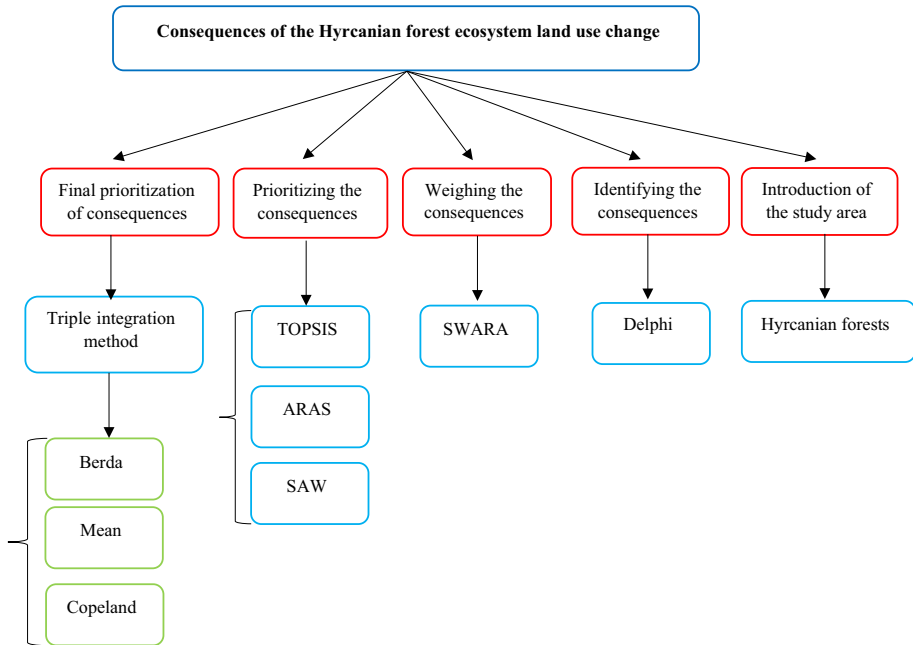 Consequences of the Hyrcanian forest ecosystem land use change
Final prioritization
of consequences
Prioritizing the
consequences
Weighing the
consequences
Identifying the
consequences
Introduction of
the study area
Triple integration
method
TOPSIS
SWARA
Delphi
Hyrcanian forests
ARAS
SAW
Berda
Mean
Copeland